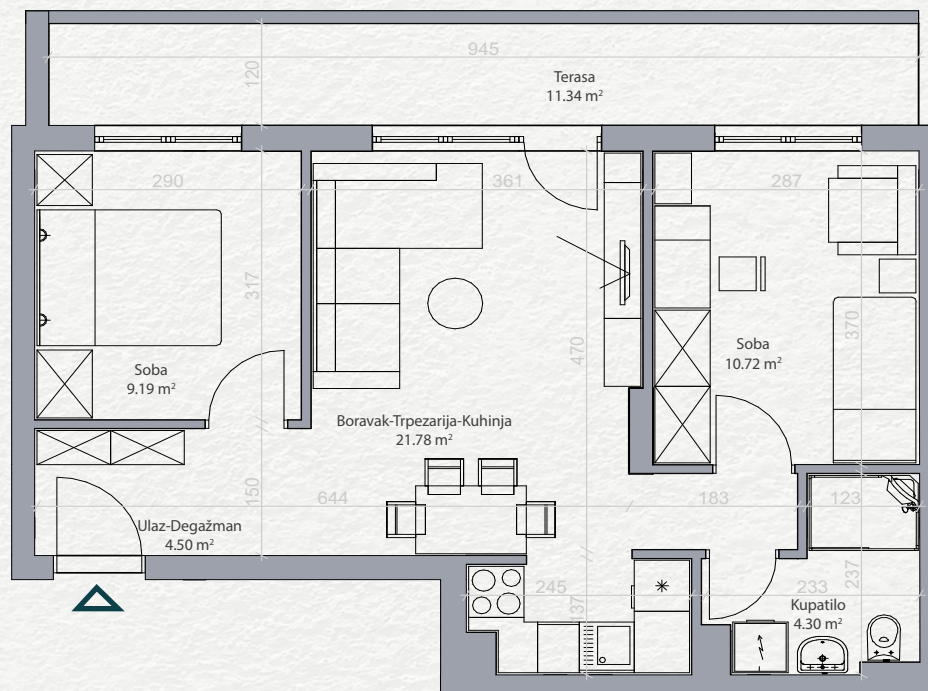 945
120
Terasa
11.34 m²
290
361
287
317
470
370
Soba
9.19 m²
Soba
10.72 m²
Boravak-Trpezarija-Kuhinja
21.78 m²
150
644
183
123
Ulaz-Degažman
4.50 m²
245
137
233
237
Kupatilo
4.30 m²